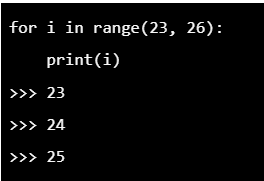 for i in range(23, 26):
    print(i)
>>> 23
>>> 24
>>> 25